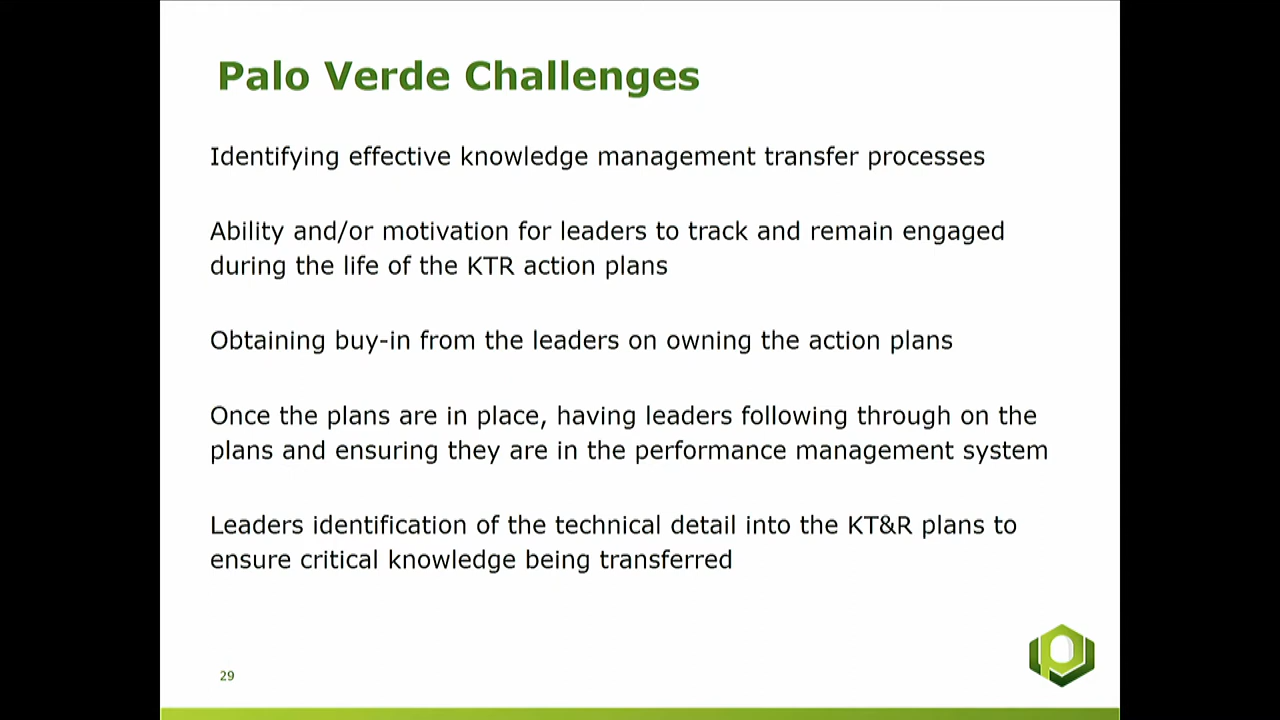 Palo Verde Challenges
Identifying effective knowledge management transfer processes
Ability and/or motivation for leaders to track and remain engaged
during the life of the KTR action plans
Obtaining buy-in from the leaders on owning the action plans
Once the plans are in place, having leaders following through on the
plans and ensuring they are in the performance management system
Leaders identification of the technical detail into the KT&R plans to
ensure critical knowledge being transferred
29